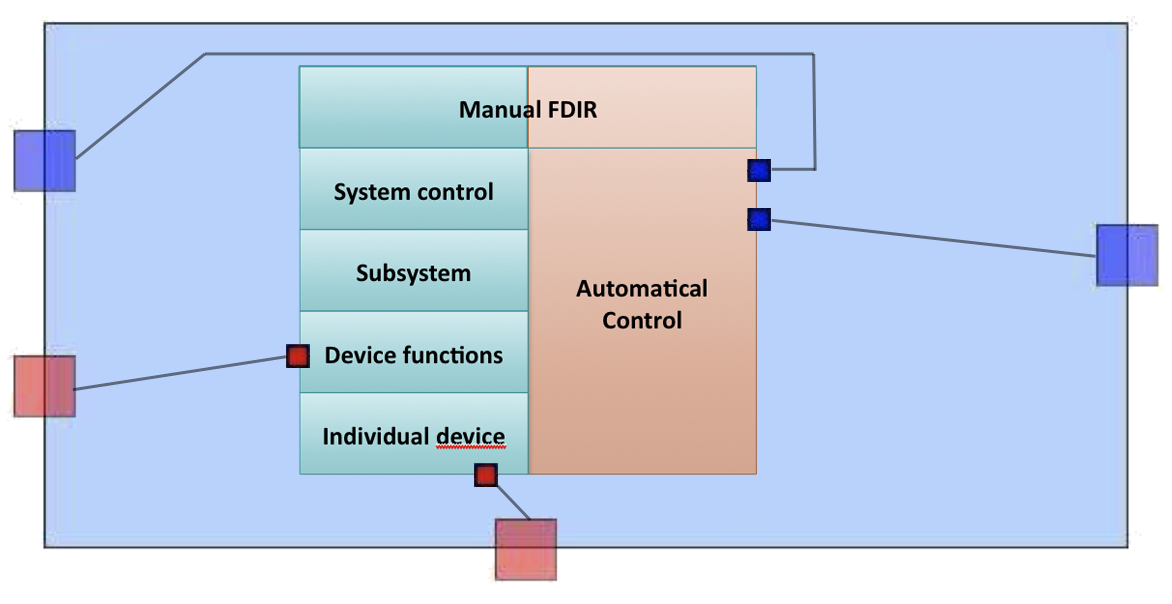 Manual FDIR
System control
Subsystem
Device functions
Individual device
Automatical
Control